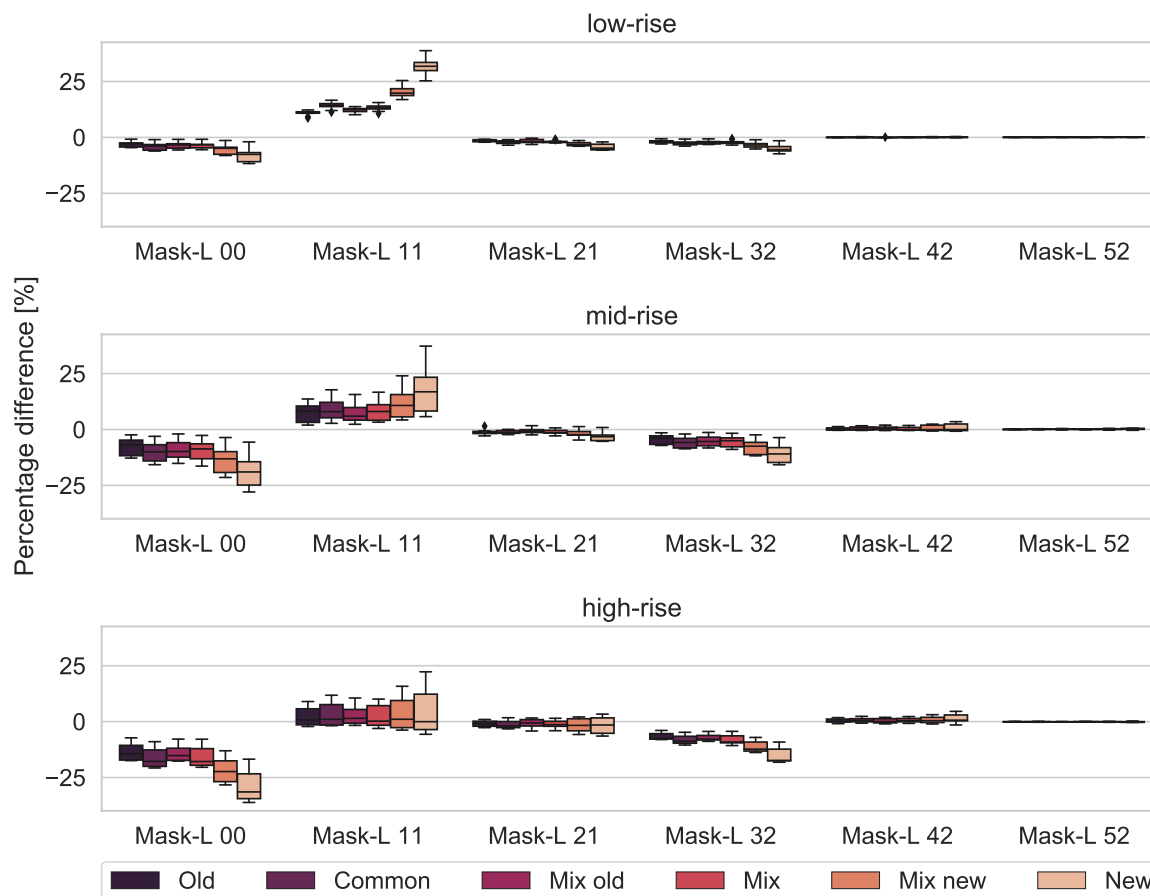 low-rise
25
0
−25
Mask-L 00 Mask-L 11 Mask-L 21 Mask-L 32 Mask-L 42 Mask-L 52
Percentage difference [%]
mid-rise
25
0
−25
Mask-L 00 Mask-L 11 Mask-L 21 Mask-L 32 Mask-L 42 Mask-L 52
high-rise
25
0
−25
Mask-L 00 Mask-L 11 Mask-L 21 Mask-L 32 Mask-L 42 Mask-L 52
Old Common Mix old Mix Mix new New